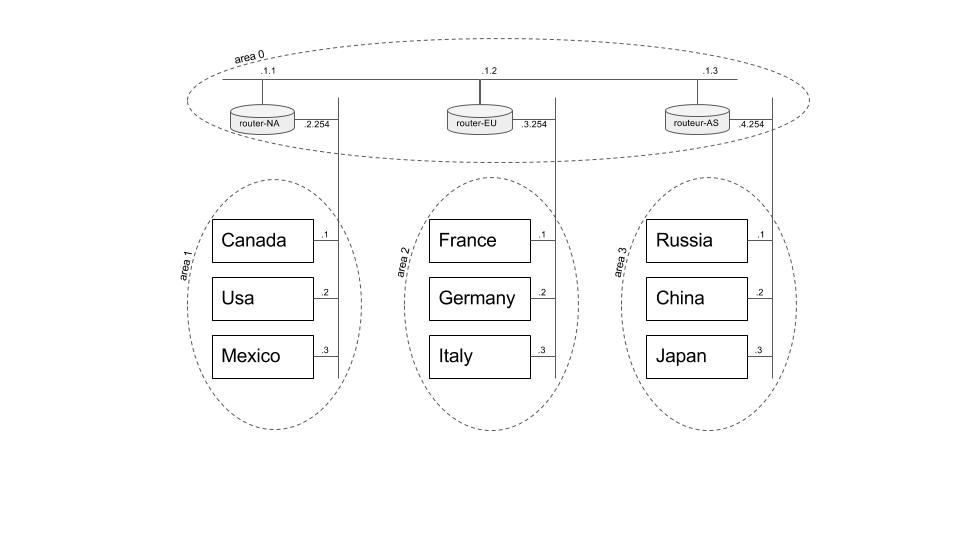 area 0
.1.1
.1.2
.1.3
router-NA
.2.254
router-EU
.3.254
routeur-AS
.4.254
area 1
Canada
.1
Usa
.2
Mexico
.3
area 2
France
.1
Germany
.2
Italy
.3
area 3
Russia
.1
China
.2
Japan
.3